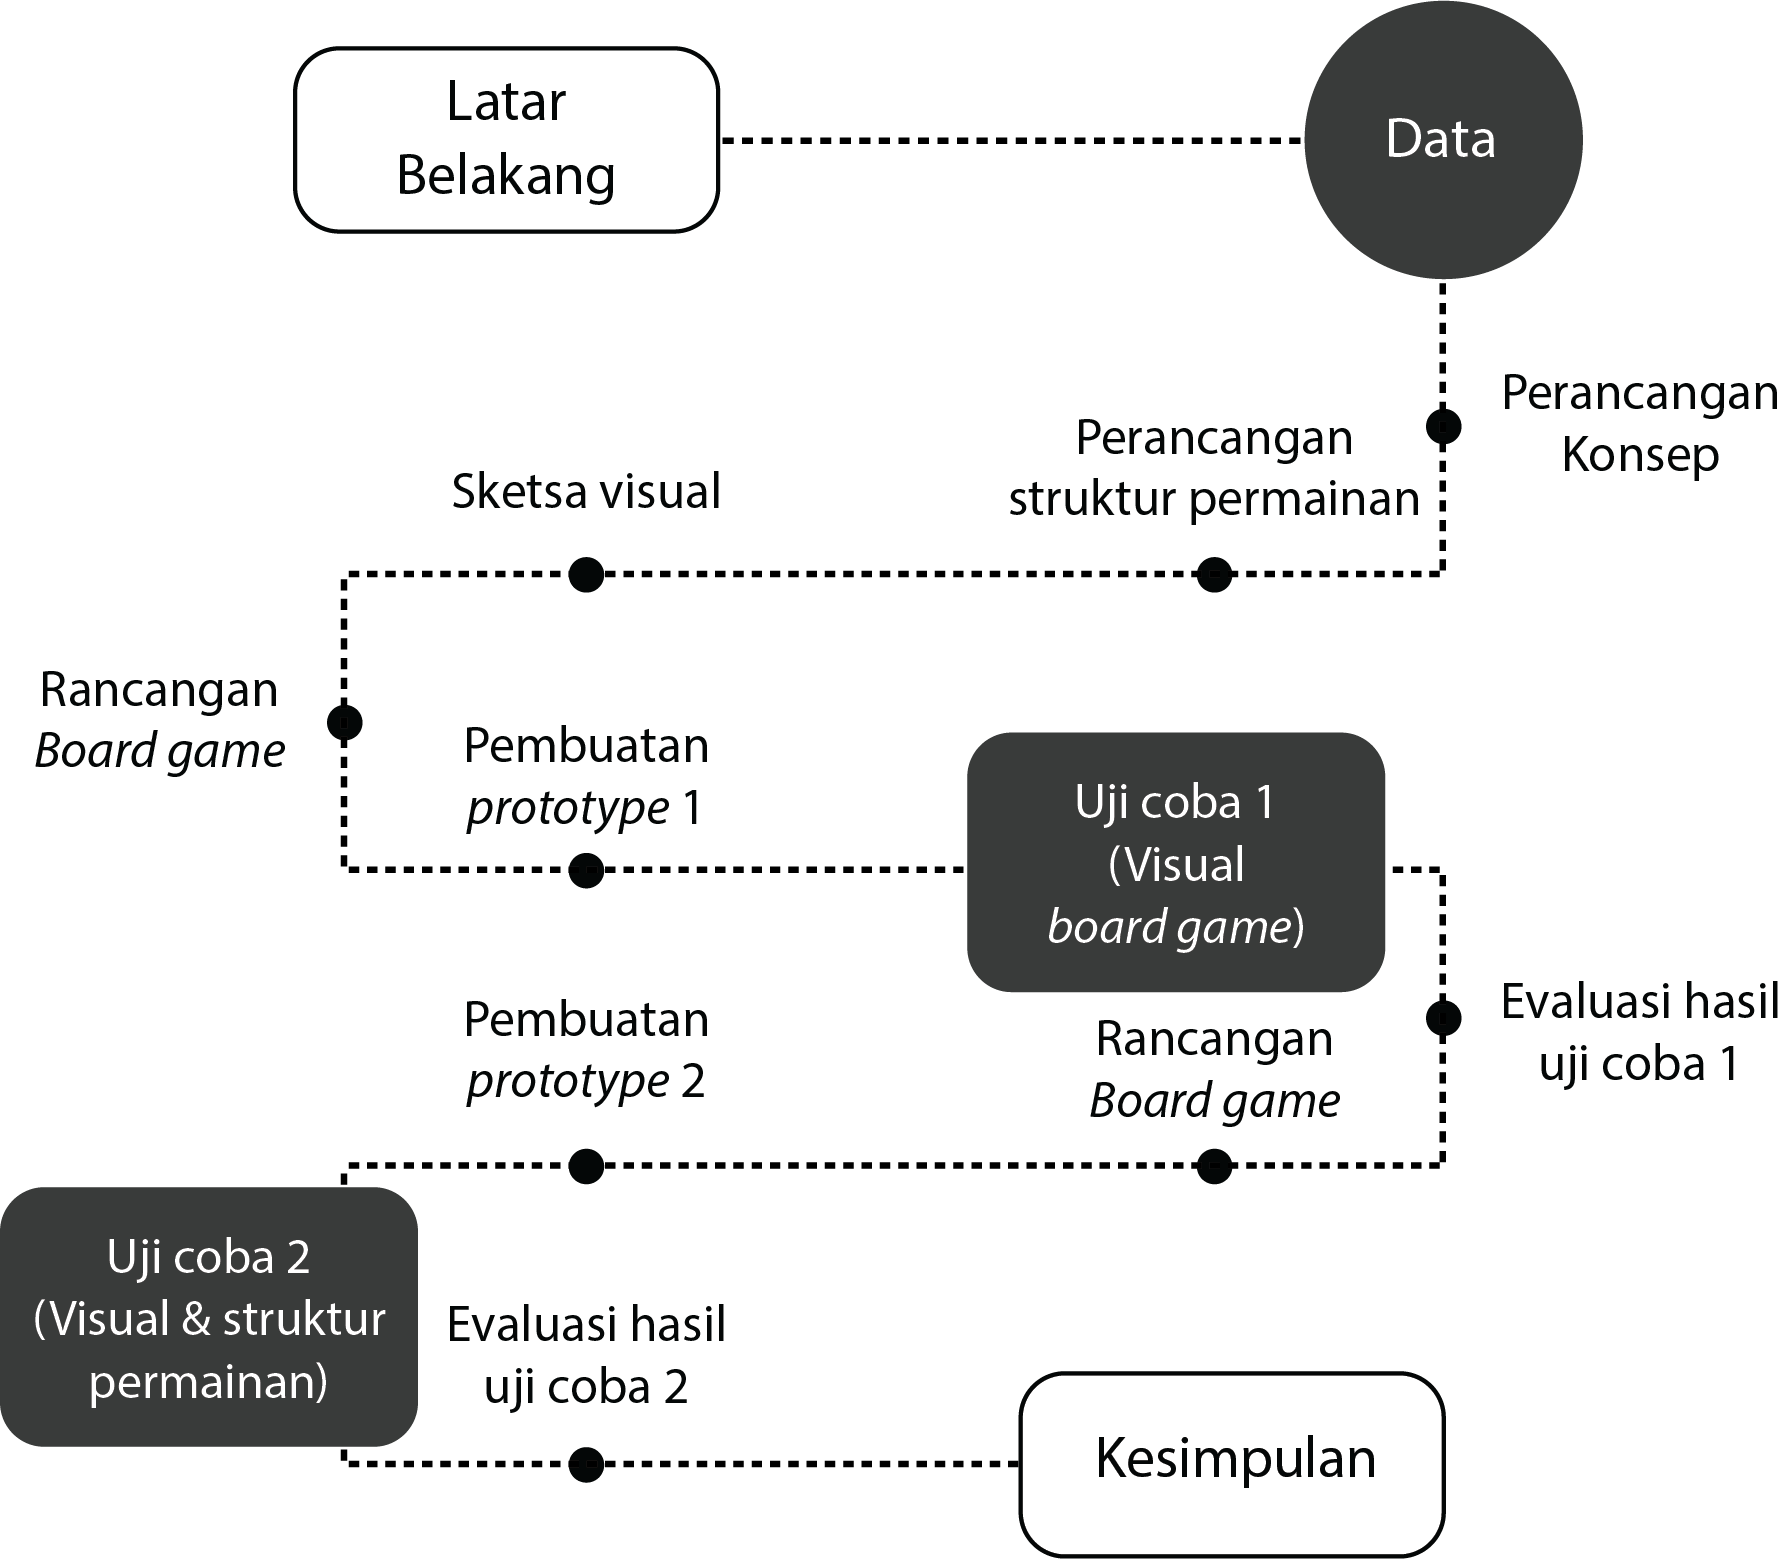 Latar
Belakang
Data
Perancangan
Konsep
Perancangan
struktur permainan
Sketsa visual
Rancangan
Board game
Pembuatan
prototype 1
Uji coba 1
(Visual
board game)
Evaluasi hasil
uji coba 1
Rancangan
Board game
Pembuatan
prototype 2
Uji coba 2
(Visual & struktur
permainan)
Evaluasi hasil
uji coba 2
Kesimpulan